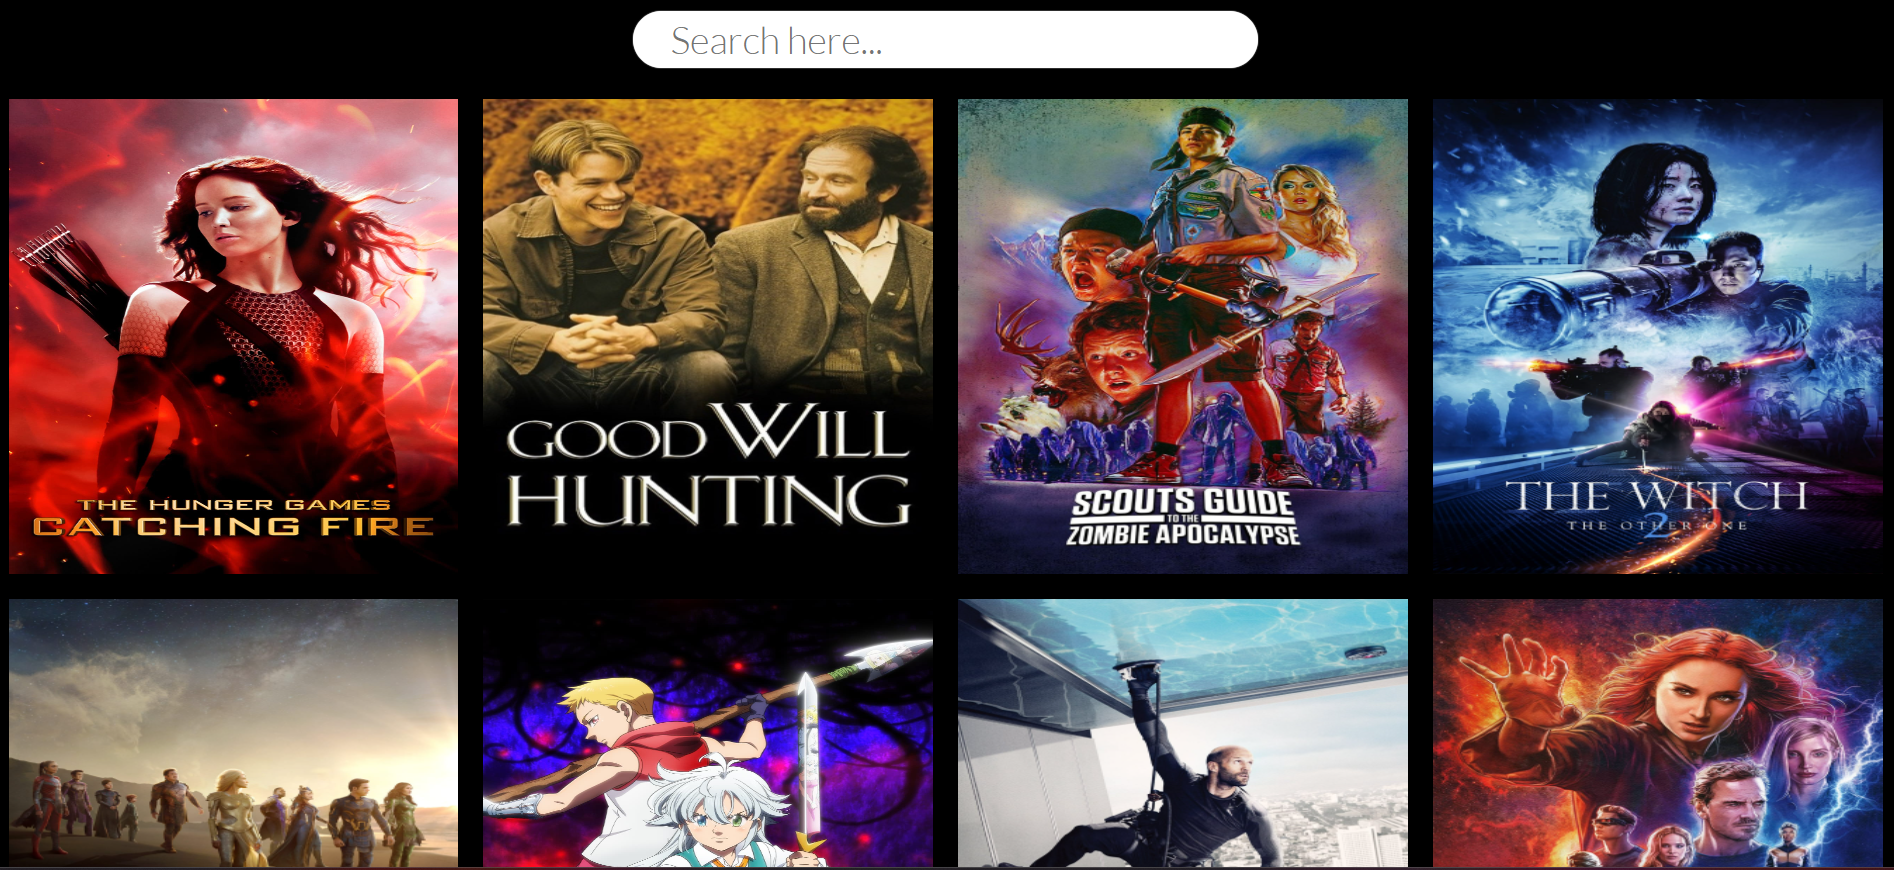 Search here...
THE HUNGER GAMES
CATCHING FIRE
GOOD WILL
HUNTING
SCOUTS GUIDE
TO THE
ZOMBIE APOCALYPSE
THE WITCH
2
THE OTHER ONE